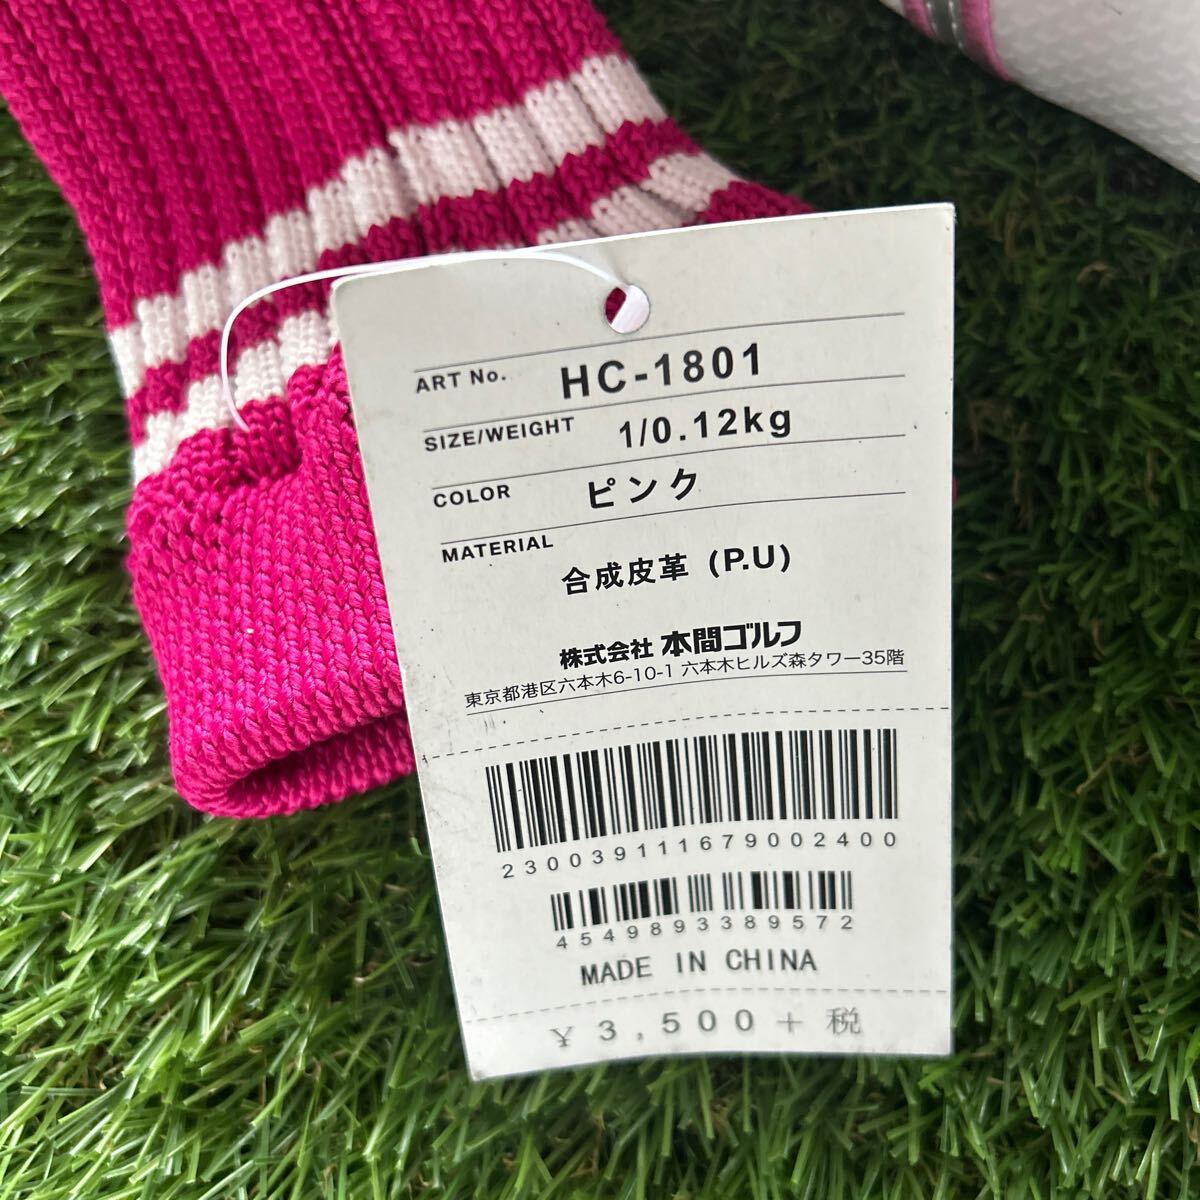 ART No. HC-1801
SIZE/WEIGHT 1/0.12kg
COLOR ピンク
MATERIAL
合成皮革 (P.U)
株式会社 本間ゴルフ
東京都港区六本木6-10-1 六本木ヒルズ森タワー35階
230039111679002400
4549893389572
MADE IN CHINA
¥ 3,500 + 税